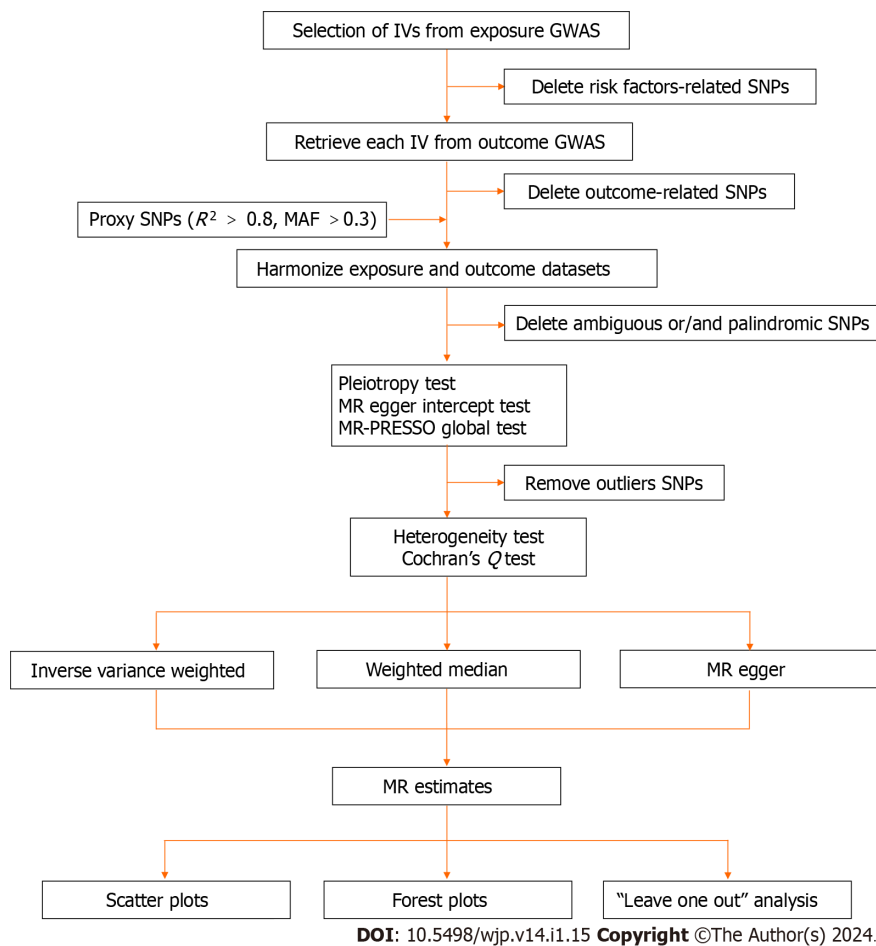 Selection of IVs from exposure GWAS
Delete risk factors-related SNPs
Retrieve each IV from outcome GWAS
Delete outcome-related SNPs
Proxy SNPs (R² > 0.8, MAF > 0.3)
Harmonize exposure and outcome datasets
Delete ambiguous or/and palindromic SNPs
Pleiotropy test
MR egger intercept test
MR-PRESSO global test
Remove outliers SNPs
Heterogeneity test
Cochran’s Q test
Inverse variance weighted
Weighted median
MR egger
MR estimates
Scatter plots
Forest plots
“Leave one out” analysis
DOI: 10.5498/wjp.v14.i1.15 Copyright ©The Author(s) 2024.